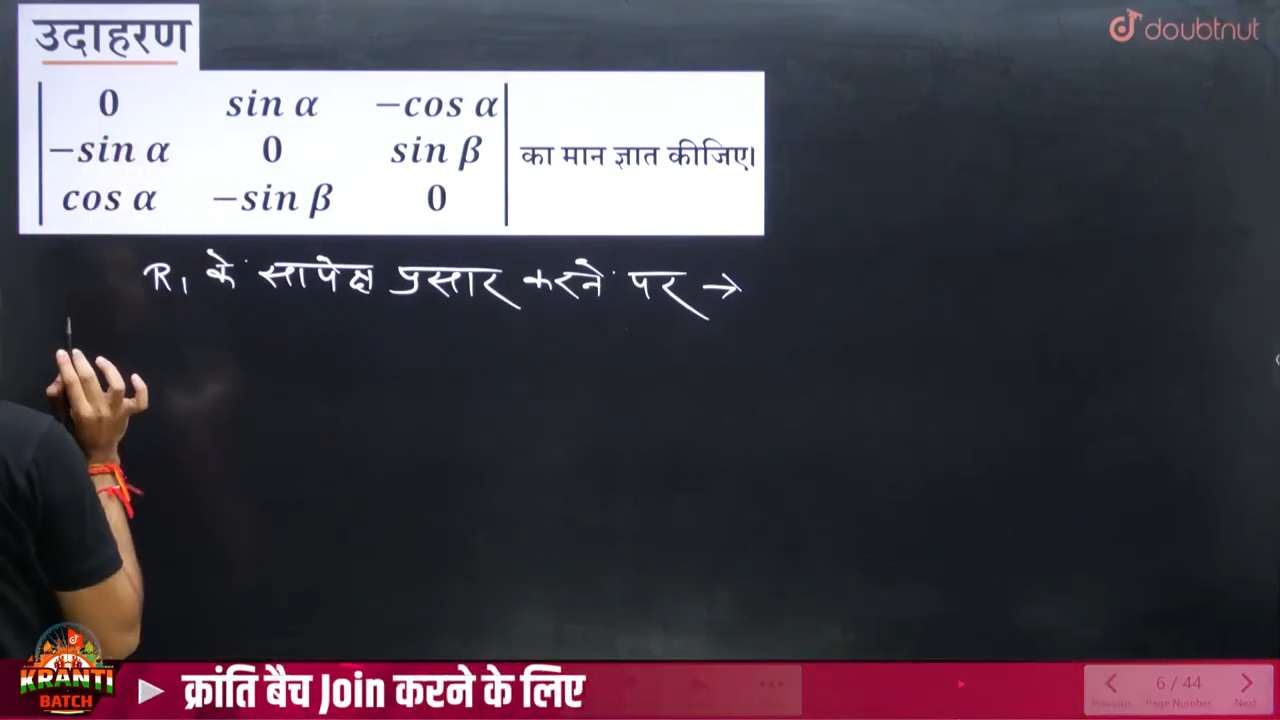 उदाहरण
doubtnut
0 sin α −cos α
−sin α 0 sin β का मान ज्ञात कीजिए।
cos α −sin β 0
R₁ के सापेक्ष प्रसार करने पर →
KRANTI
BATCH
क्रांति बैच Join करने के लिए
6 / 44
Previous Page Number Next